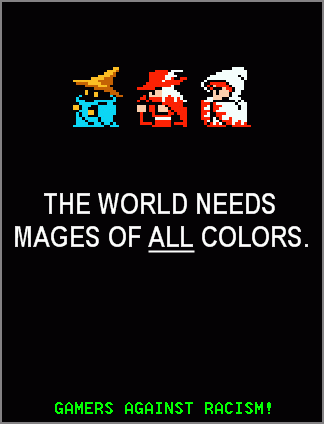 THE WORLD NEEDS
MAGES OF ALL COLORS.
GAMERS AGAINST RACISM!